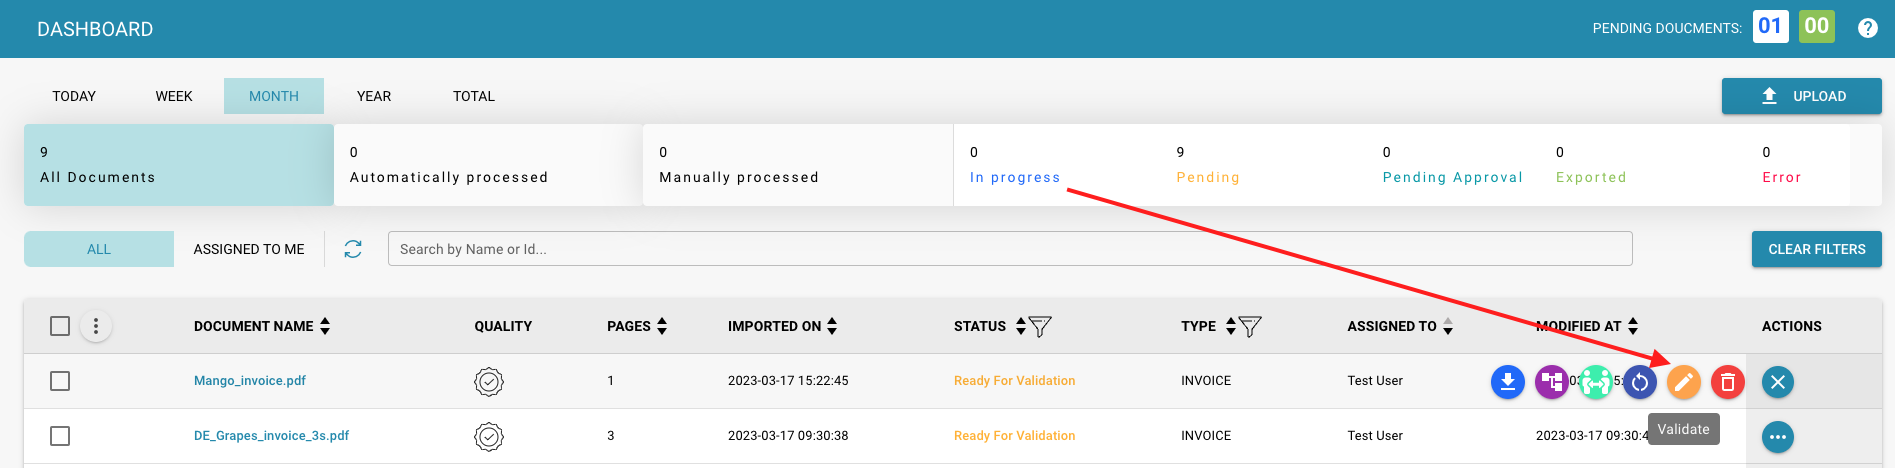 DASHBOARD
PENDING DOUCMENTS: 01 00
TODAY WEEK MONTH YEAR TOTAL
UPLOAD
9 0 0 0 9 0 0 0
All Documents Automatically processed Manually processed In progress Pending Pending Approval Exported Error
ALL ASSIGNED TO ME Search by Name or Id... CLEAR FILTERS
DOCUMENT NAME QUALITY PAGES IMPORTED ON STATUS TYPE ASSIGNED TO MODIFIED AT ACTIONS
Mango_invoice.pdf 1 2023-03-17 15:22:45 Ready For Validation INVOICE Test User
Validate
DE_Grapes_invoice_3s.pdf 3 2023-03-17 09:30:38 Ready For Validation INVOICE Test User 2023-03-17 09:30:4